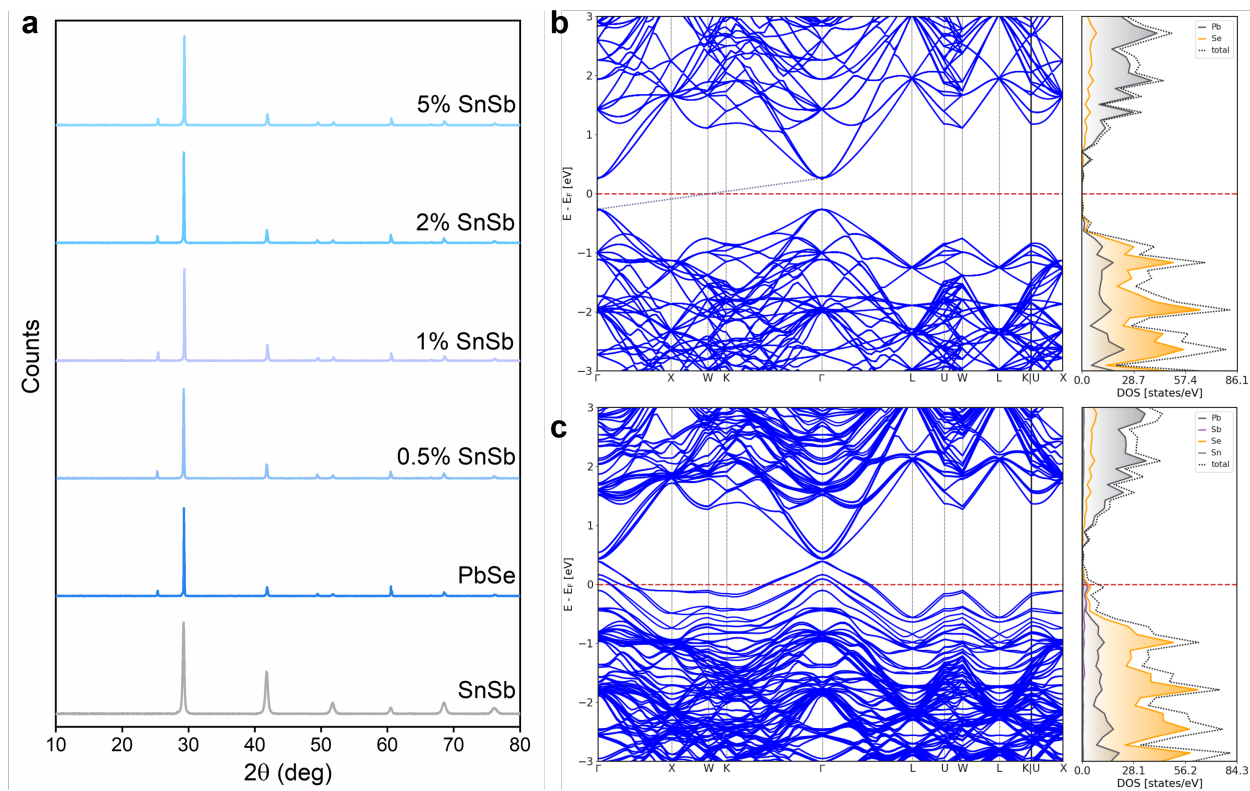 a
5% SnSb
2% SnSb
1% SnSb
0.5% SnSb
PbSe
SnSb
Counts
10 20 30 40 50 60 70 80
2θ (deg)
b
E - E_F [eV]
3
2
1
0
−1
−2
−3
Γ X W K Γ L U W L K|U X
Pb
Se
total
0.0 28.7 57.4 86.1
DOS [states/eV]
c
E - E_F [eV]
3
2
1
0
−1
−2
−3
Γ X W K Γ L U W L K|U X
Pb
Sb
Se
Sn
total
0.0 28.1 56.2 84.3
DOS [states/eV]